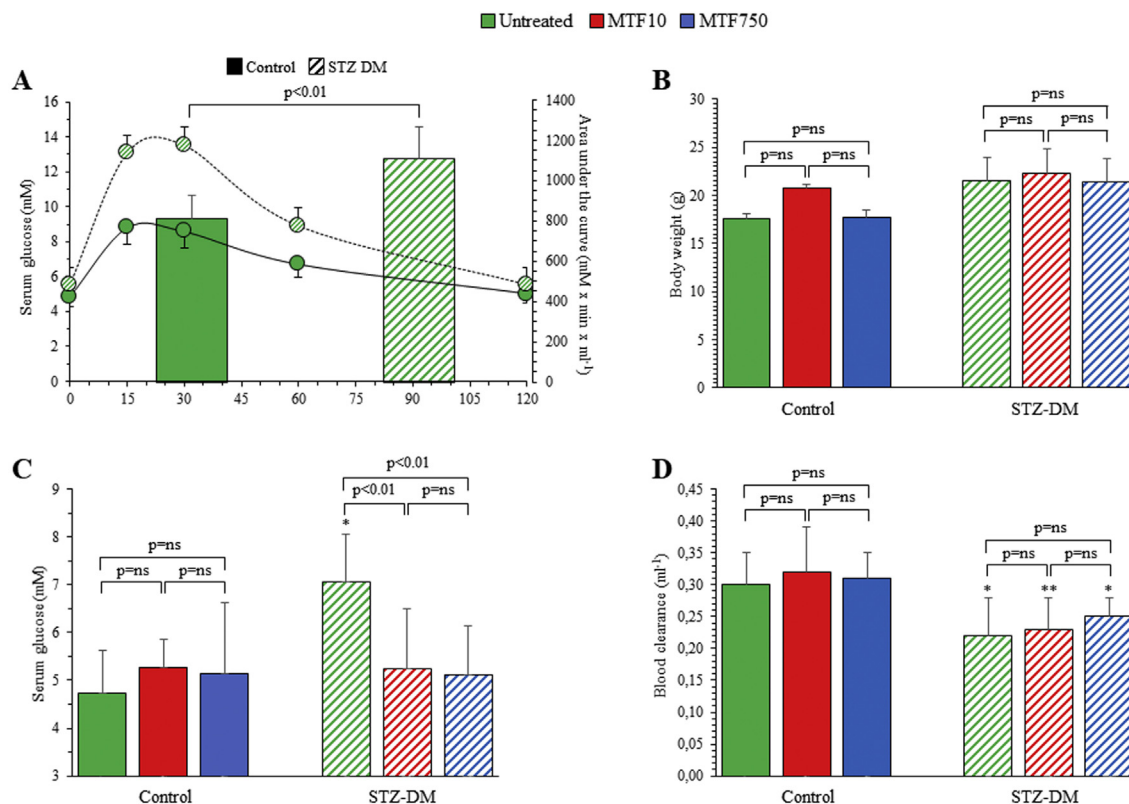 Untreated MTF10 MTF750
A
Control STZ DM
p<0.01
Serum glucose (mM)
16
14
12
10
8
6
4
2
0
0 15 30 45 60 75 90 105 120
1400
1200
1000
800
600
400
200
0
Area under the curve (mM x min x ml-1)
B
Body weight (g)
30
25
20
15
10
5
0
p=ns
p=ns p=ns
p=ns
p=ns p=ns
Control STZ-DM
C
Serum glucose (mM)
9
8
7
6
5
4
3
p=ns
p=ns p=ns
p<0.01
p<0.01 p=ns
*
Control STZ-DM
D
Blood clearance (ml-1)
0,45
0,40
0,35
0,30
0,25
0,20
0,15
0,10
0,05
0,00
p=ns
p=ns p=ns
p=ns
p=ns p=ns
* ** *
Control STZ-DM